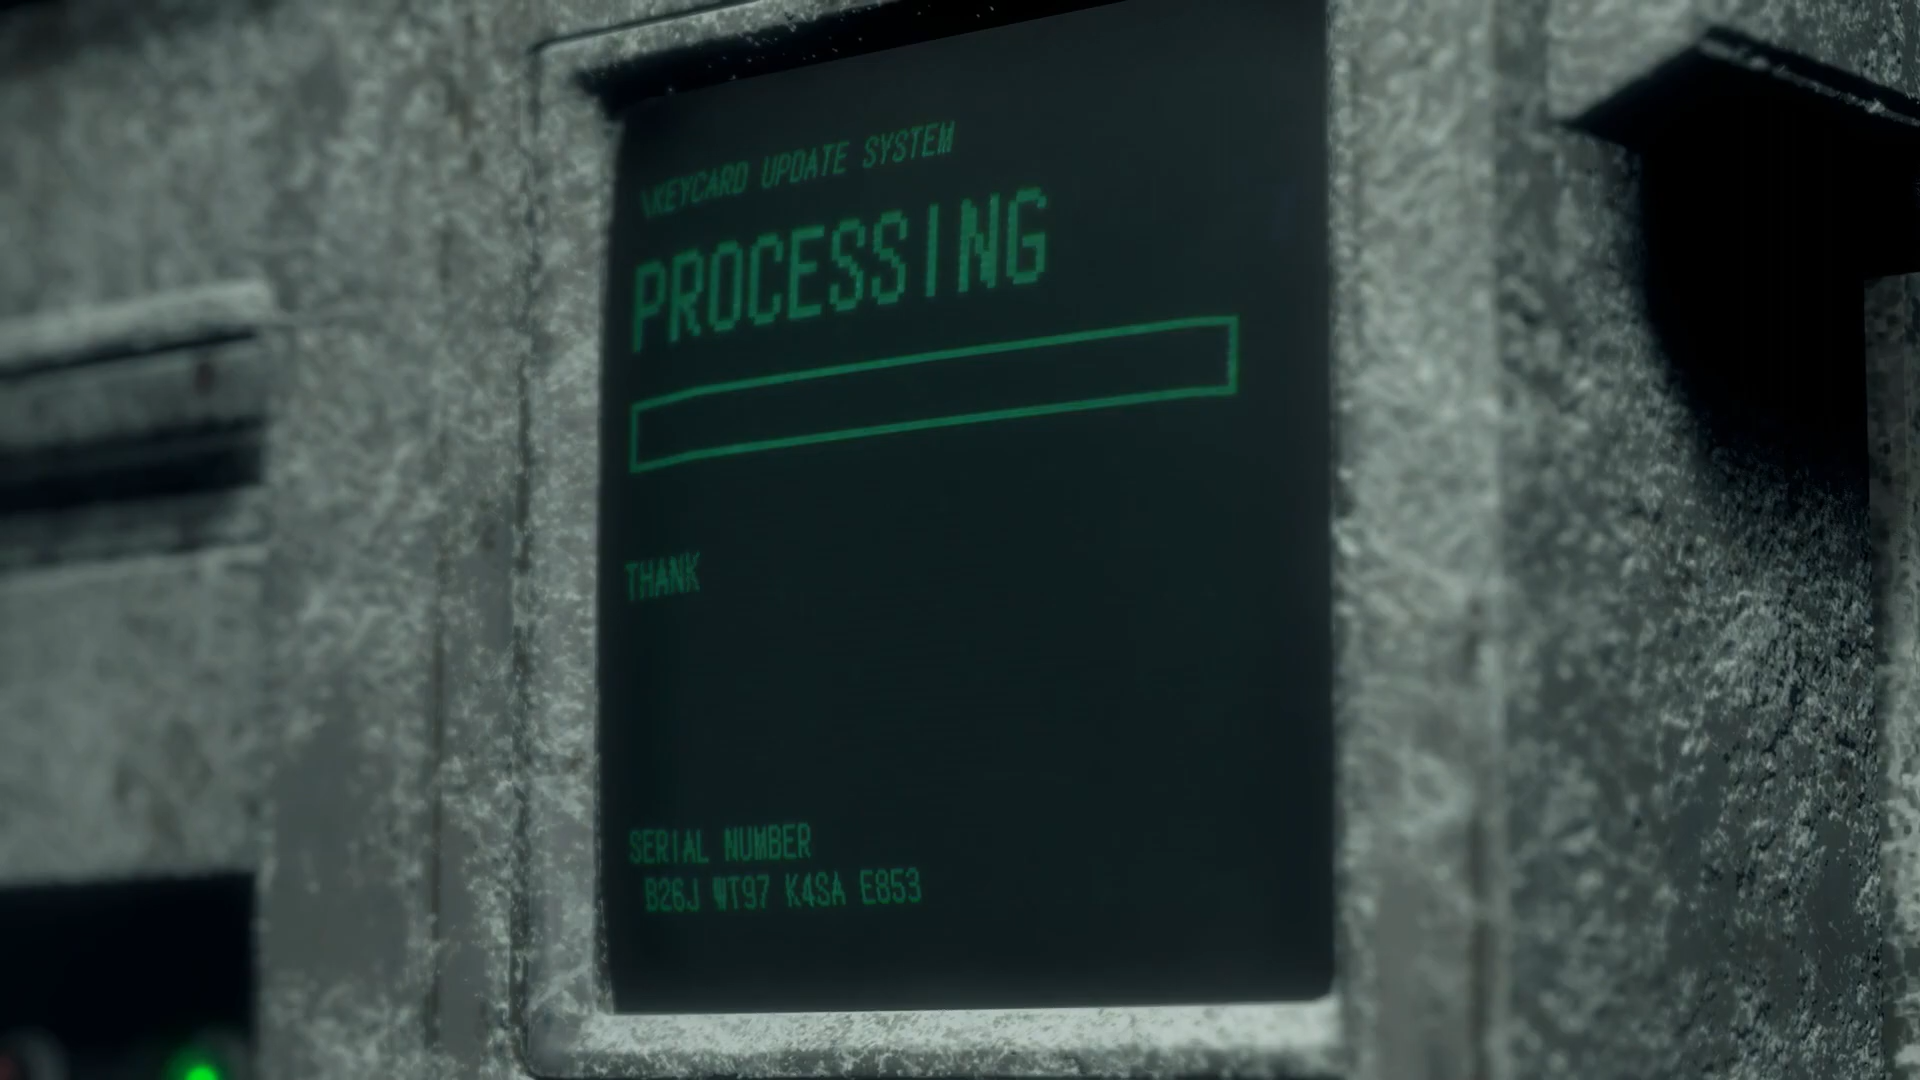 \KEYCARD UPDATE SYSTEM
PROCESSING
THANK
SERIAL NUMBER
B26J WT97 K4SA E853